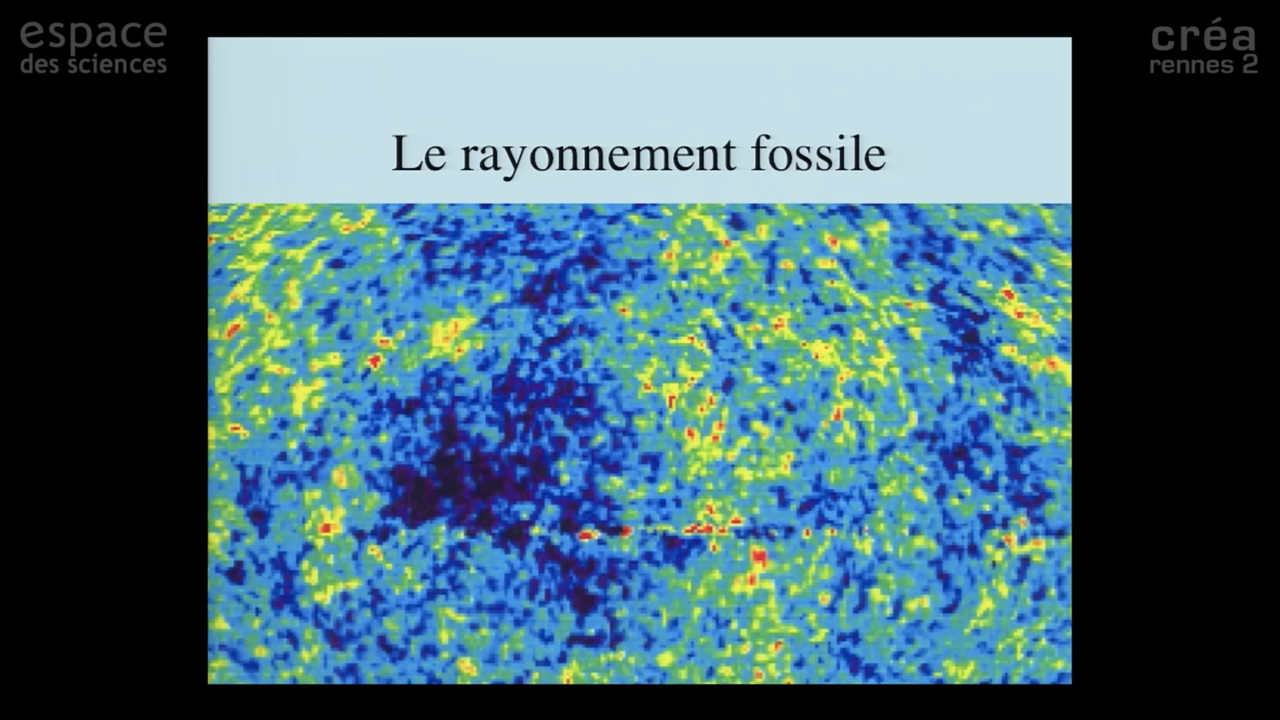 espace
des sciences
créa
rennes 2
Le rayonnement fossile